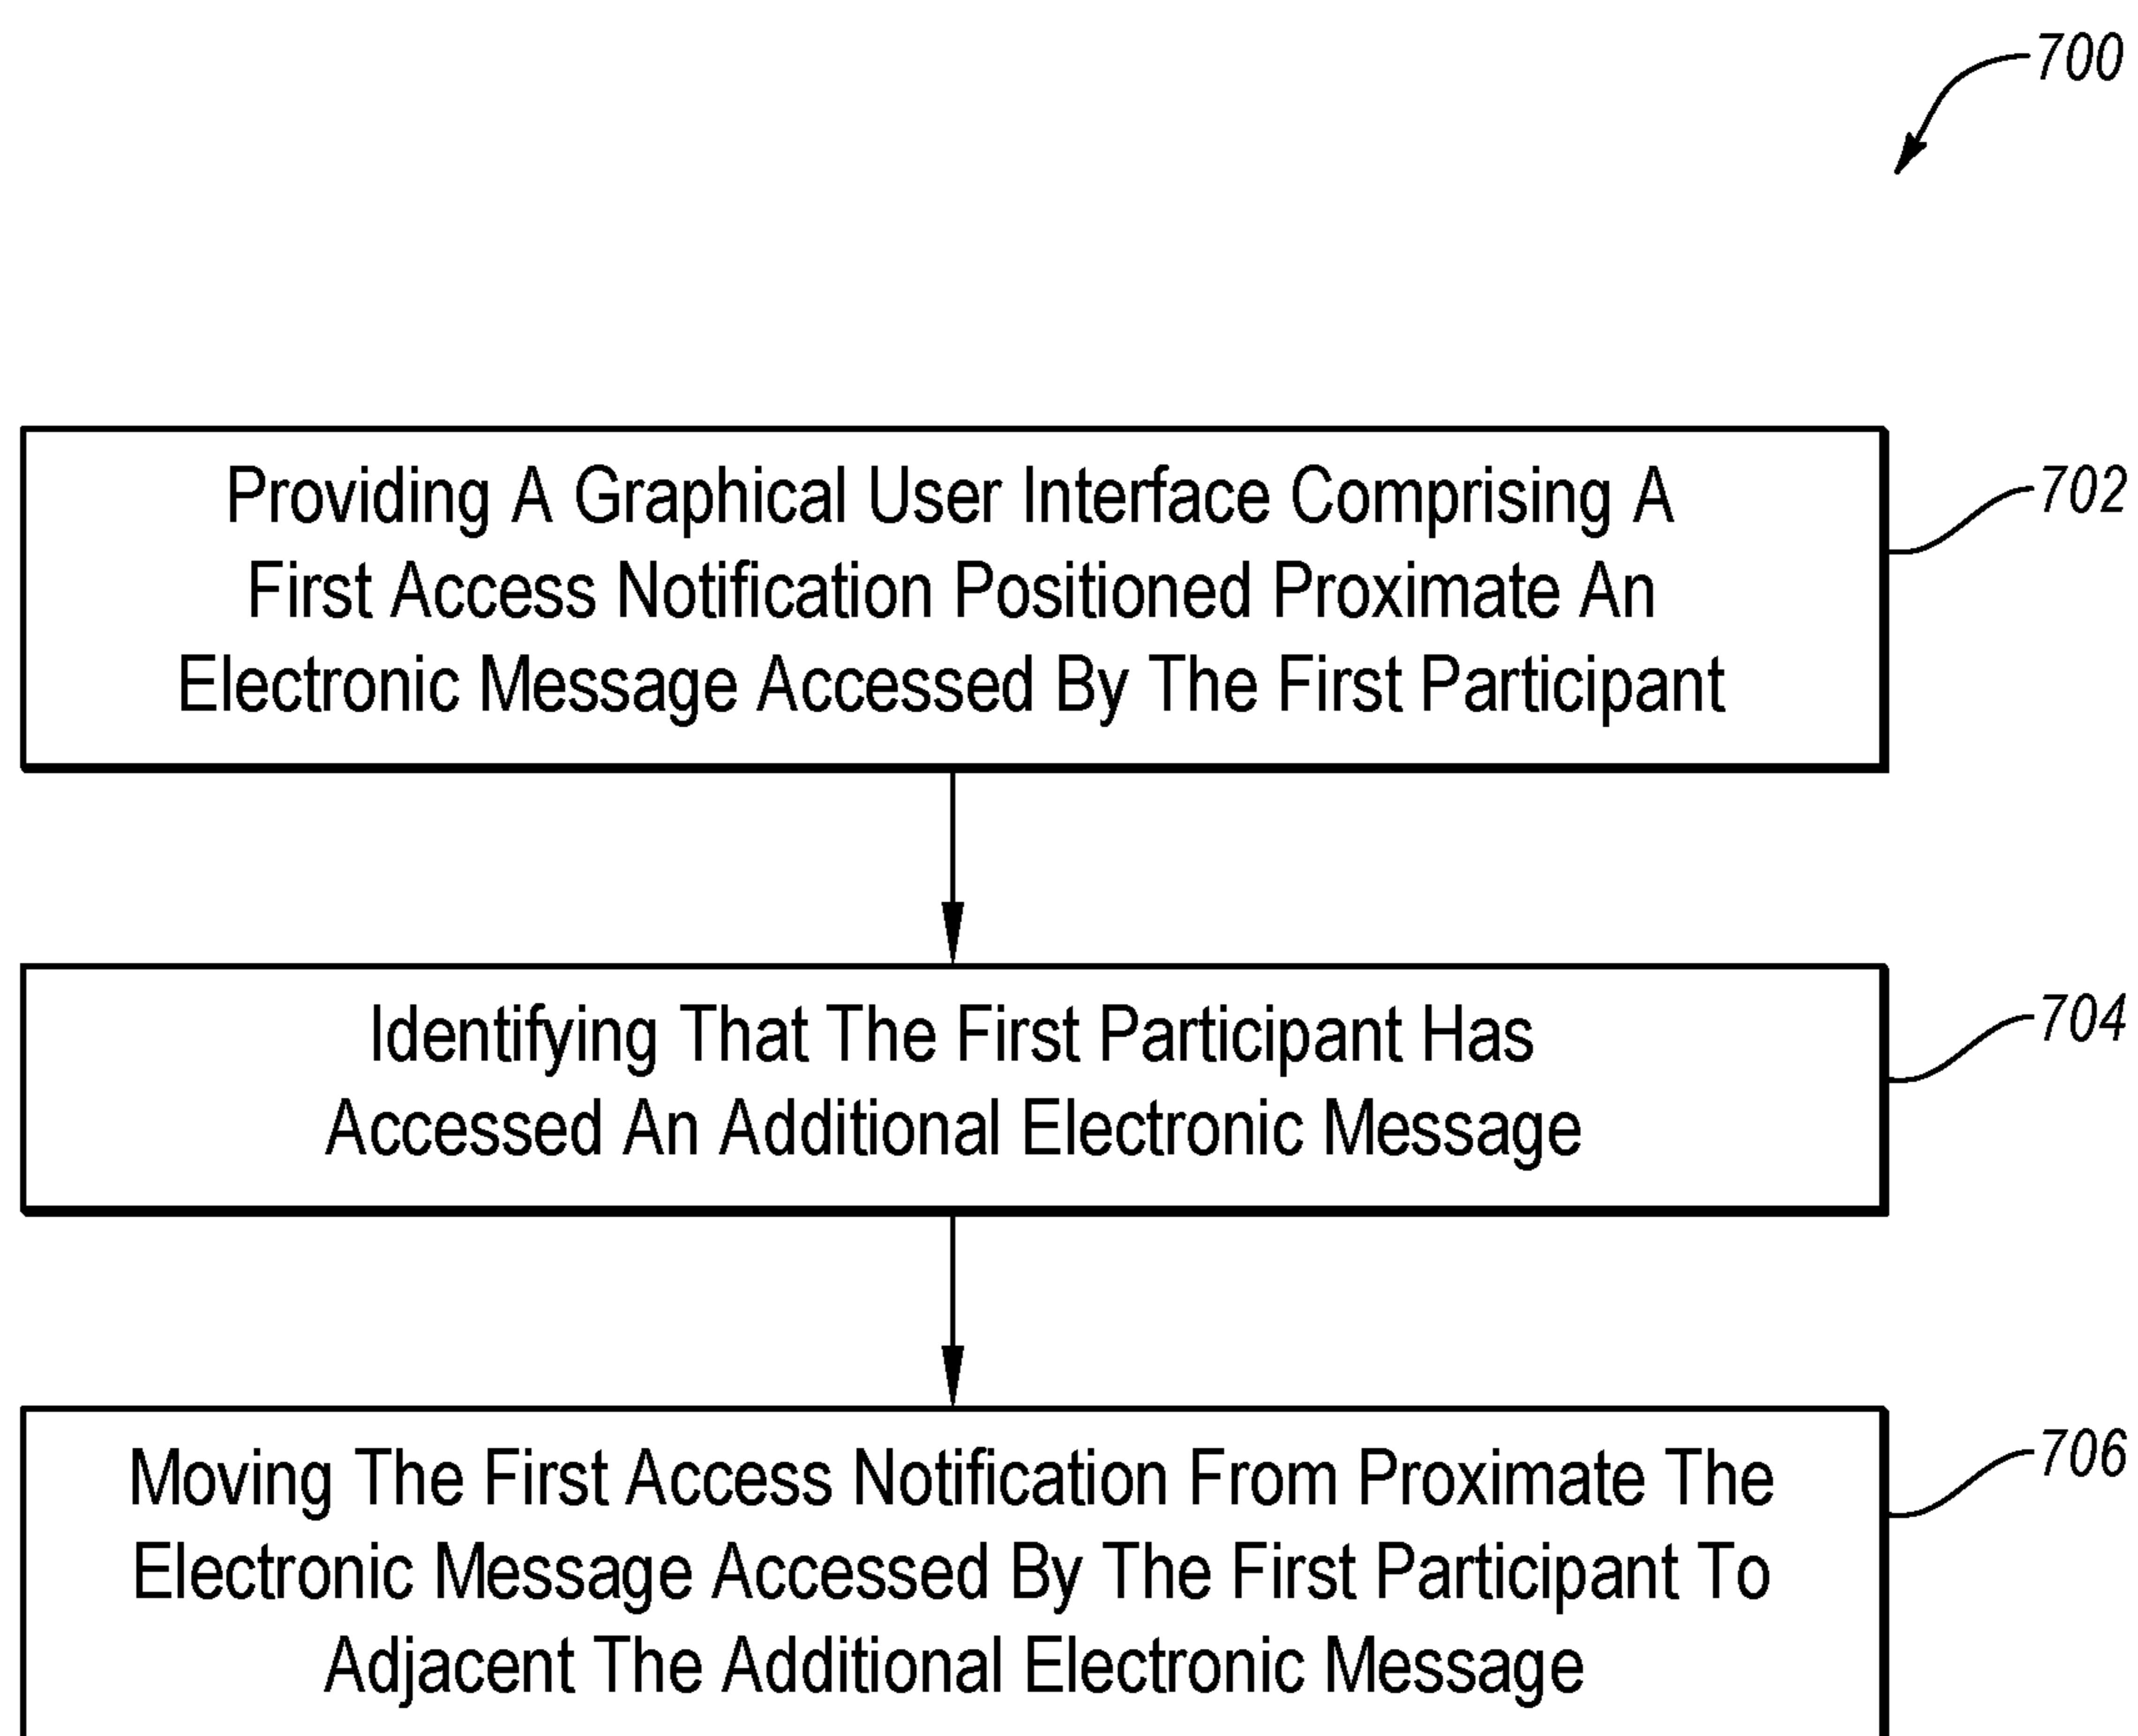 700
Providing A Graphical User Interface Comprising A
First Access Notification Positioned Proximate An
Electronic Message Accessed By The First Participant
702
Identifying That The First Participant Has
Accessed An Additional Electronic Message
704
Moving The First Access Notification From Proximate The
Electronic Message Accessed By The First Participant To
Adjacent The Additional Electronic Message
706